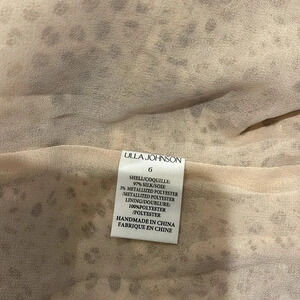 ULLA JOHNSON
6
SHELL/COQUILLE:
97% SILK/SOIE
3% METALLIZED POLYESTER
/METALLIZED POLYESTER
LINING/DOUBLURE:
100%POLYESTER
/POLYESTER
HANDMADE IN CHINA
FABRIQUE EN CHINE